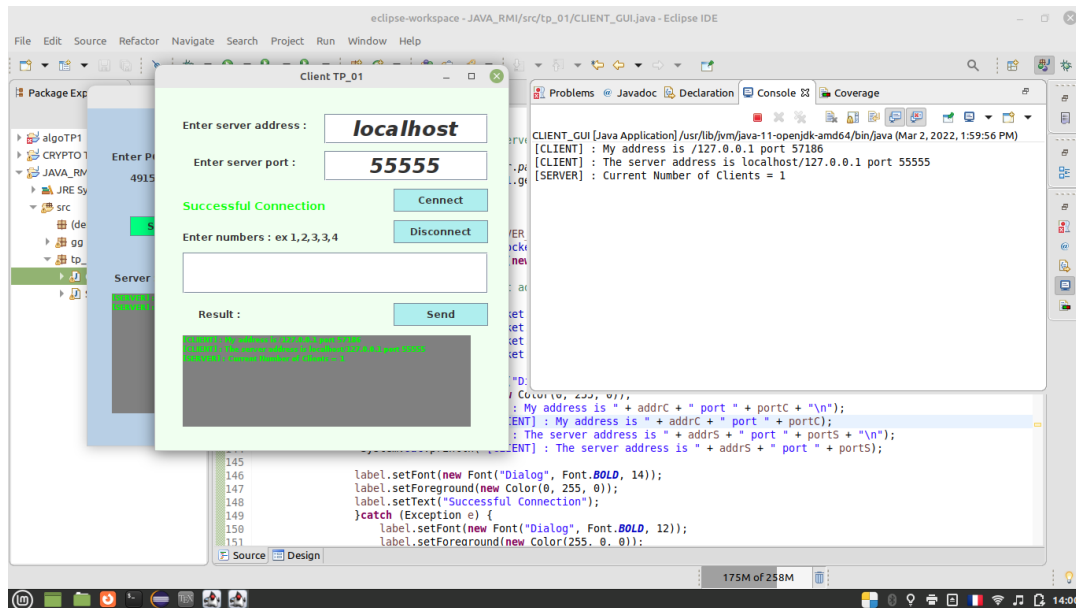 eclipse-workspace - JAVA_RMI/src/tp_01/CLIENT_GUI.java - Eclipse IDE
File Edit Source Refactor Navigate Search Project Run Window Help
Package Exp
algoTP1
CRYPTO T
JAVA_RM
JRE Sy
src
(de
gg
tp_
Enter P
4915
S
Server
[SERVER]
[SERVER]
Client TP_01
Enter server address :
localhost
Enter server port :
55555
Successful Connection
Cennect
Enter numbers : ex 1,2,3,3,4
Disconnect
Result :
Send
[CLIENT] : My address is /127.0.0.1 port 57186
[CLIENT] : The server address is localhost/127.0.0.1 port 55555
[SERVER] : Current Number of Clients = 1
Problems @ Javadoc Declaration Console Coverage
CLIENT_GUI [Java Application] /usr/lib/jvm/java-11-openjdk-amd64/bin/java (Mar 2, 2022, 1:59:56 PM)
[CLIENT] : My address is /127.0.0.1 port 57186
[CLIENT] : The server address is localhost/127.0.0.1 port 55555
[SERVER] : Current Number of Clients = 1
: My address is " + addrC + " port " + portC + "\n");
ENT] : My address is " + addrC + " port " + portC);
: The server address is " + addrS + " port " + portS + "\n");
ENT] : The server address is " + addrS + " port " + portS);
145
146 label.setFont(new Font("Dialog", Font.BOLD, 14));
147 label.setForeground(new Color(0, 255, 0));
148 label.setText("Successful Connection");
149 }catch (Exception e) {
150 label.setFont(new Font("Dialog", Font.BOLD, 12));
151 label.setForeground(new Color(255, 0, 0));
Source Design
175M of 258M
14:00